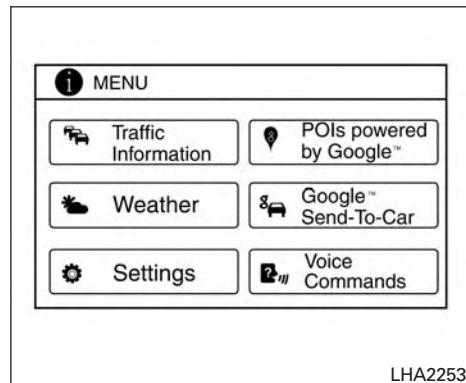 i MENU
Traffic
Information
POIs powered
by Google™
Weather
Google™
Send-To-Car
Settings
Voice
Commands
LHA2253